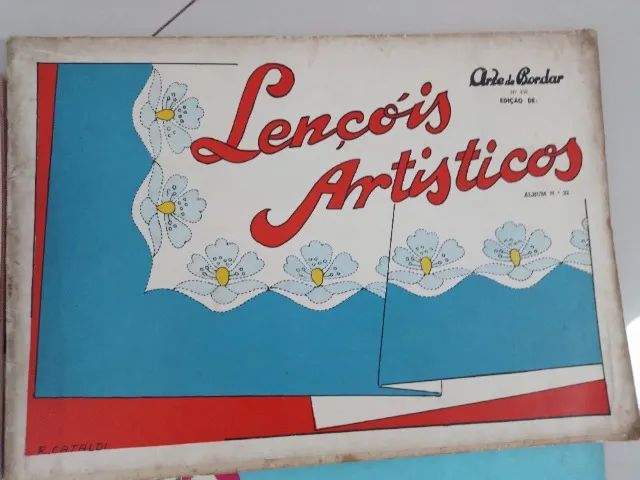 Arte de Bordar
EDIÇÃO DE:
Lençóis
Artisticos
ALBUM N.º
R. CATALDI